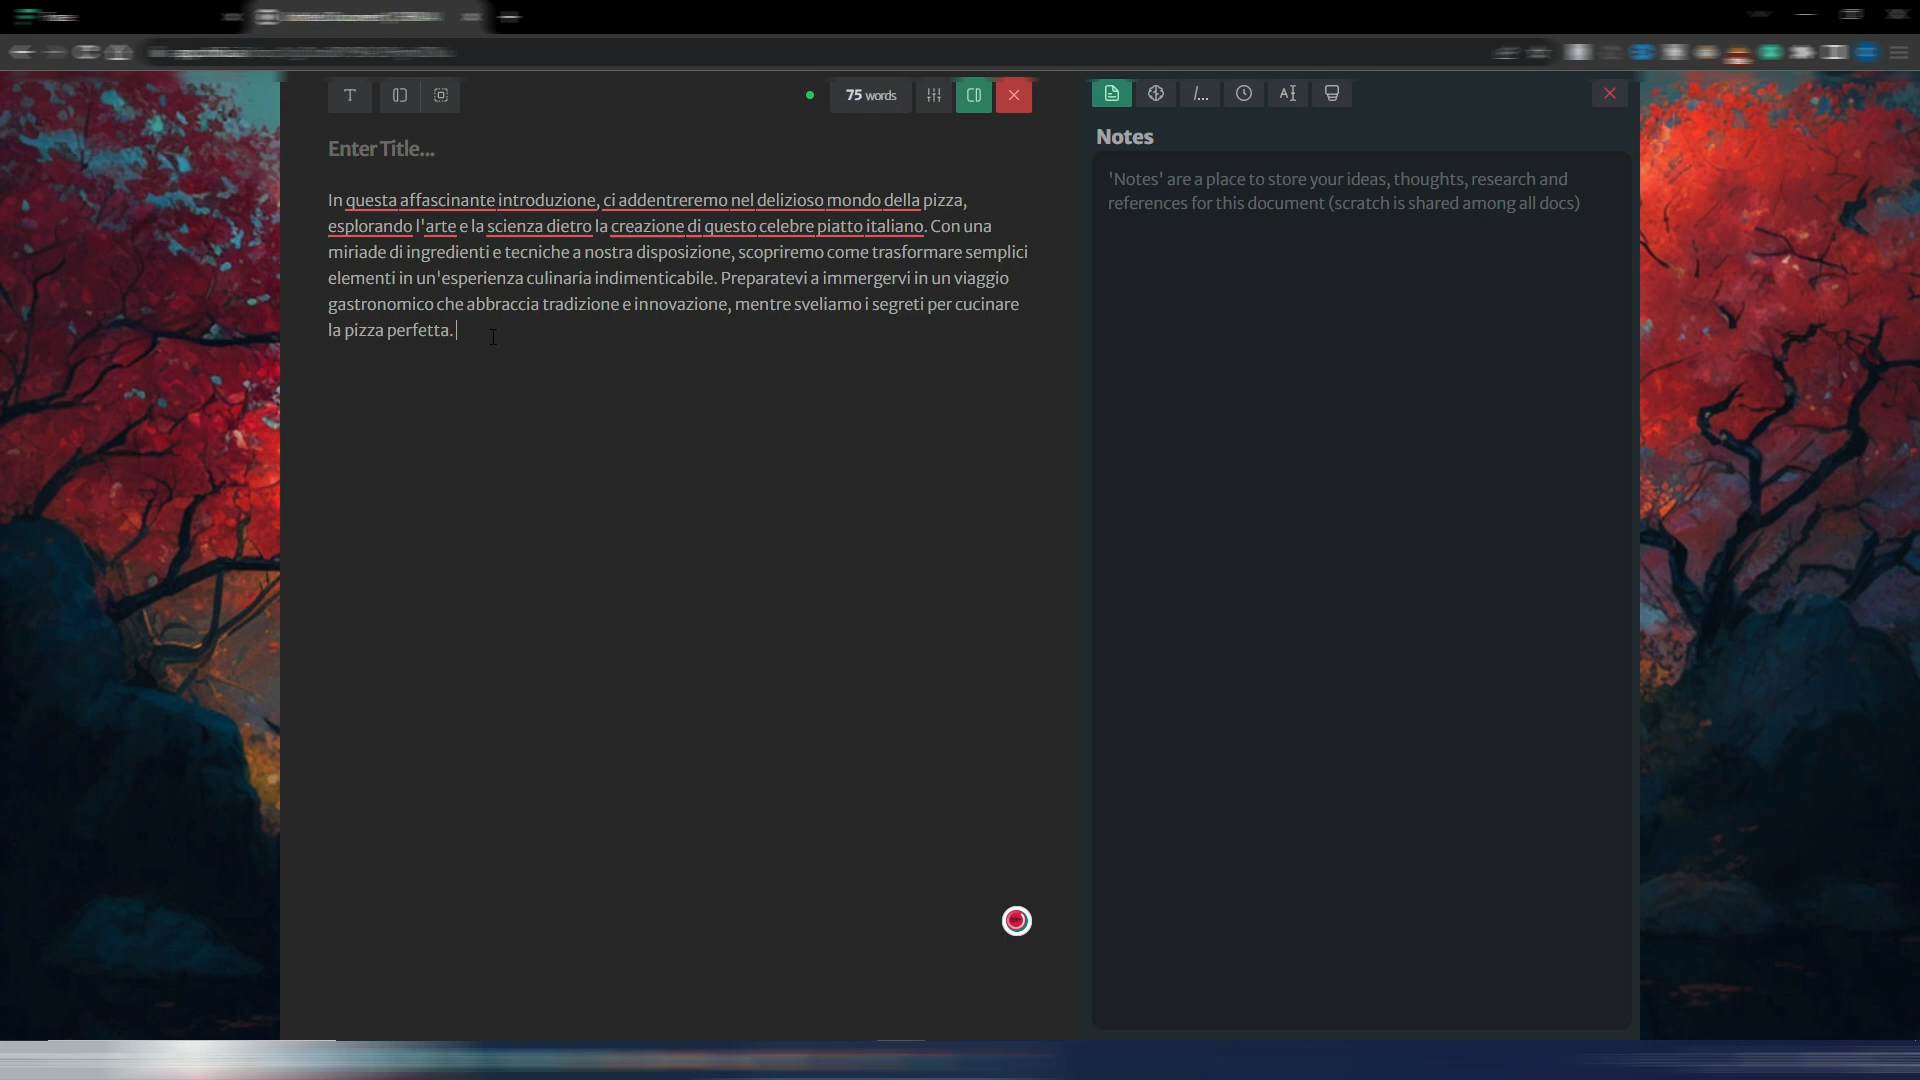 75 words
Enter Title...
In questa affascinante introduzione, ci addentreremo nel delizioso mondo della pizza,
esplorando l'arte e la scienza dietro la creazione di questo celebre piatto italiano. Con una
miriade di ingredienti e tecniche a nostra disposizione, scopriremo come trasformare semplici
elementi in un'esperienza culinaria indimenticabile. Preparatevi a immergervi in un viaggio
gastronomico che abbraccia tradizione e innovazione, mentre sveliamo i segreti per cucinare
la pizza perfetta.
/...
AI
Notes
'Notes' are a place to store your ideas, thoughts, research and
references for this document (scratch is shared among all docs)